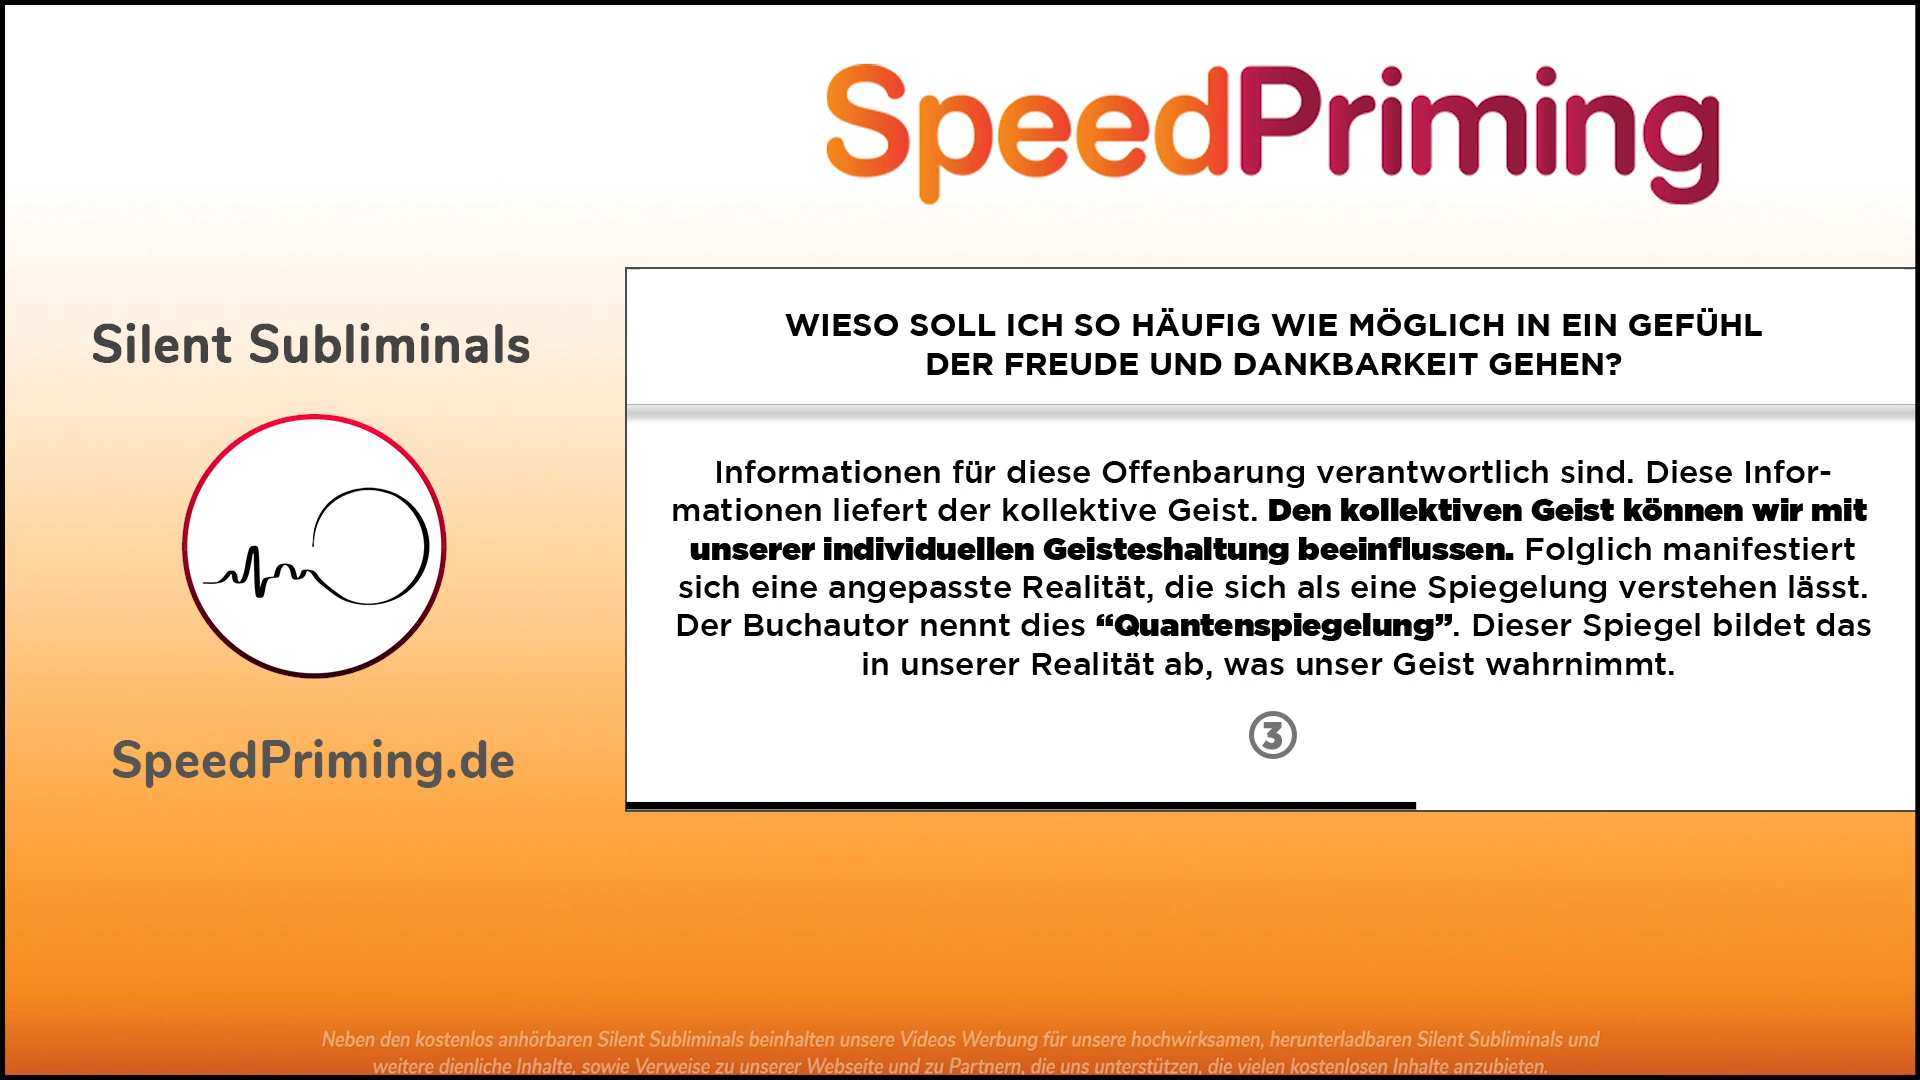 SpeedPriming
Silent Subliminals
SpeedPriming.de
WIESO SOLL ICH SO HÄUFIG WIE MÖGLICH IN EIN GEFÜHL
DER FREUDE UND DANKBARKEIT GEHEN?
Informationen für diese Offenbarung verantwortlich sind. Diese Infor-
mationen liefert der kollektive Geist. Den kollektiven Geist können wir mit
unserer individuellen Geisteshaltung beeinflussen. Folglich manifestiert
sich eine angepasste Realität, die sich als eine Spiegelung verstehen lässt.
Der Buchautor nennt dies “Quantenspiegelung”. Dieser Spiegel bildet das
in unserer Realität ab, was unser Geist wahrnimmt.
3
Neben den kostenlos anhörbaren Silent Subliminals beinhalten unsere Videos Werbung für unsere hochwirksamen, herunterladbaren Silent Subliminals und
weitere dienliche Inhalte, sowie Verweise zu unserer Webseite und zu Partnern, die uns unterstützen, die vielen kostenlosen Inhalte anzubieten.